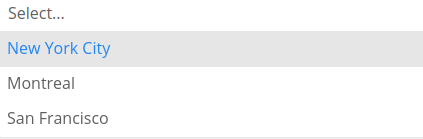 Select...
New York City
Montreal
San Francisco